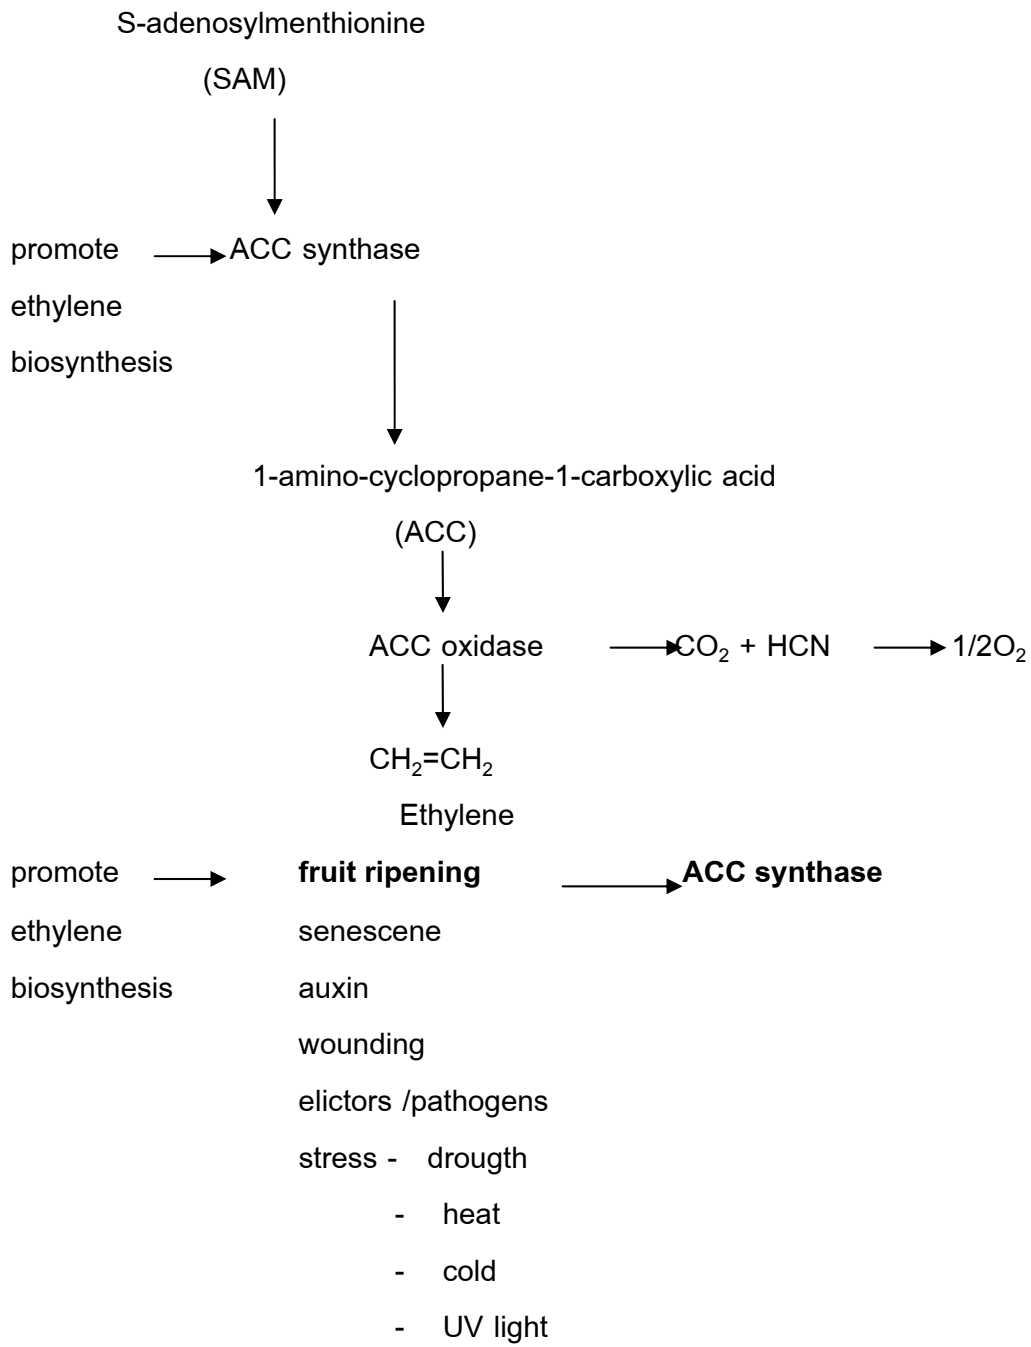 S-adenosylmenthionine
(SAM)
promote ACC synthase
ethylene
biosynthesis
1-amino-cyclopropane-1-carboxylic acid
(ACC)
ACC oxidase CO₂ + HCN 1/2O₂
CH₂=CH₂
Ethylene
promote fruit ripening ACC synthase
ethylene senescene
biosynthesis auxin
wounding
elictors /pathogens
stress - drougth
- heat
- cold
- UV light